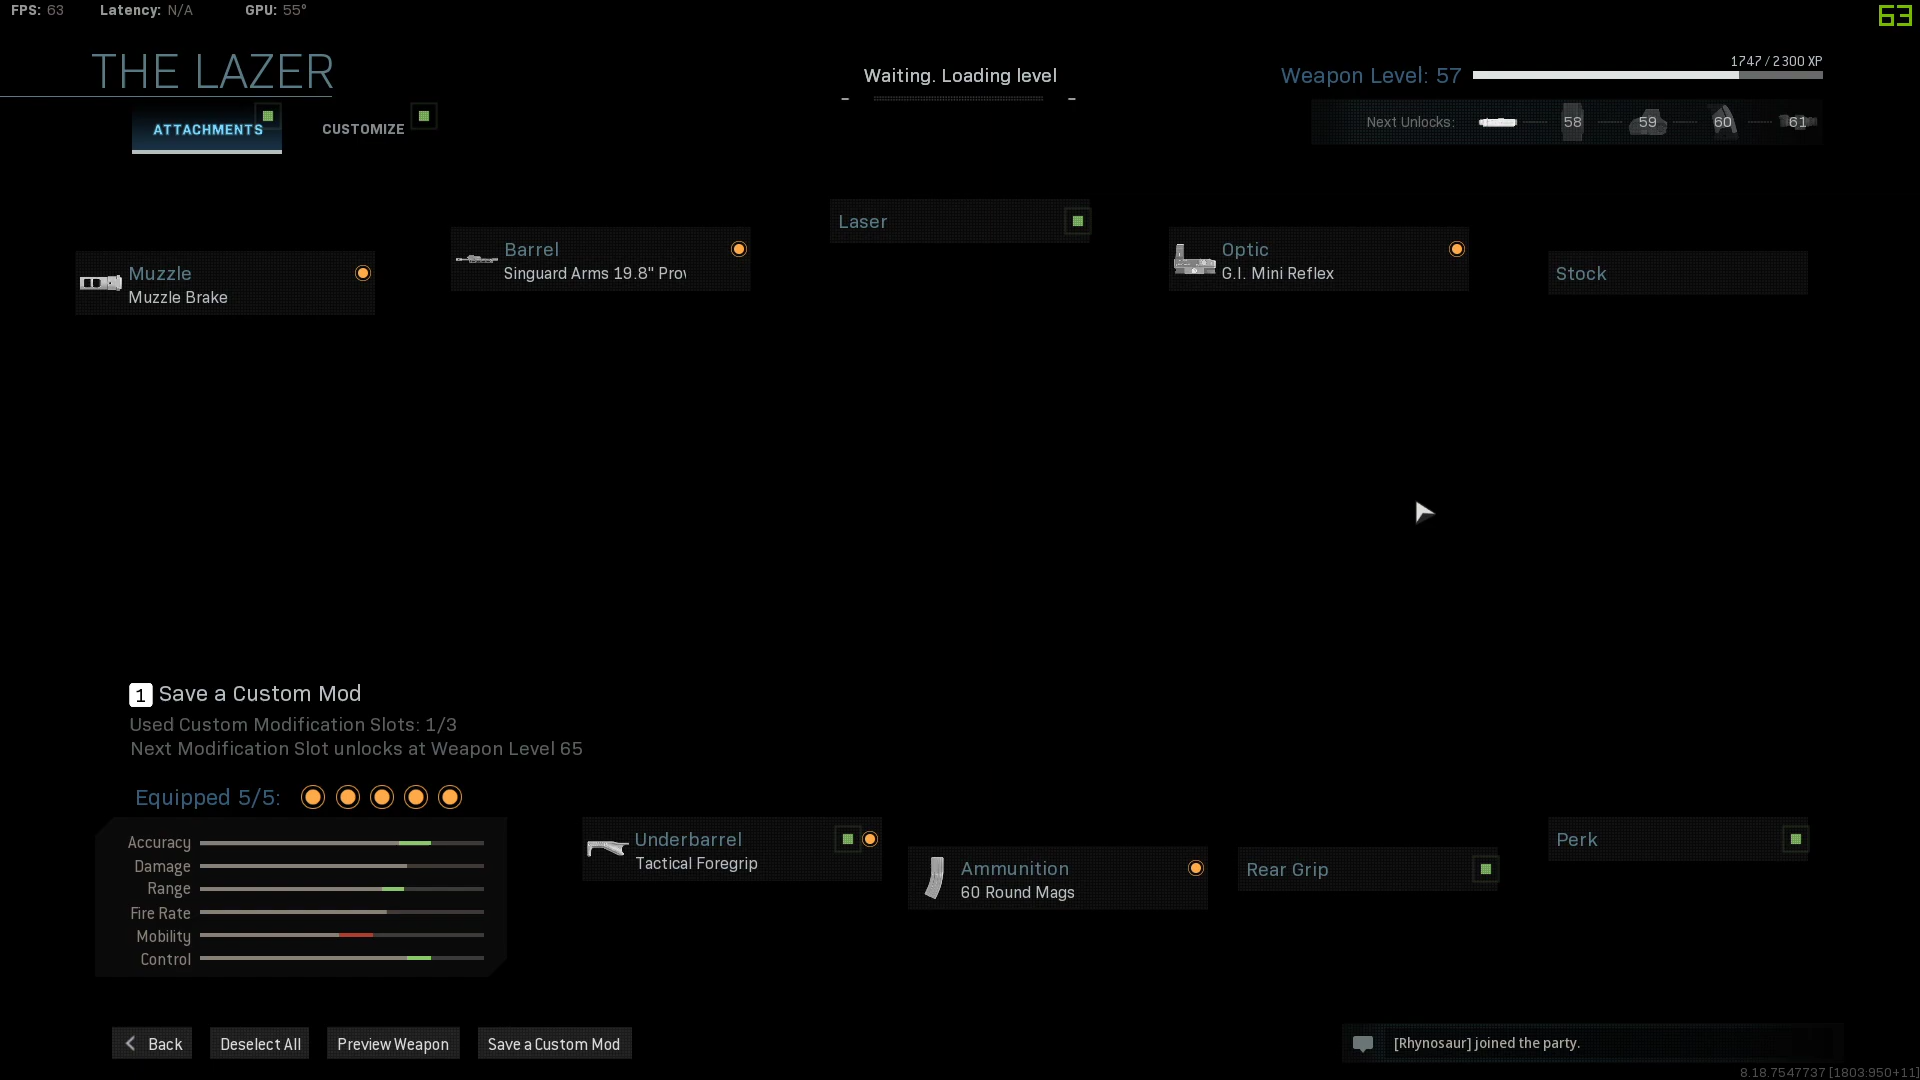 FPS: 63 Latency: N/A GPU: 55°
63
THE LAZER
Waiting. Loading level
Weapon Level: 57
1747 / 2300 XP
ATTACHMENTS
CUSTOMIZE
Next Unlocks: 58 59 60 61
Laser
Muzzle
Muzzle Brake
Barrel
Singuard Arms 19.8" Prov
Optic
G.I. Mini Reflex
Stock
1 Save a Custom Mod
Used Custom Modification Slots: 1/3
Next Modification Slot unlocks at Weapon Level 65
Equipped 5/5:
Accuracy
Damage
Range
Fire Rate
Mobility
Control
Underbarrel
Tactical Foregrip
Ammunition
60 Round Mags
Rear Grip
Perk
Back
Deselect All
Preview Weapon
Save a Custom Mod
[Rhynosaur] joined the party.
8.18.7547737 [1803:950+11]